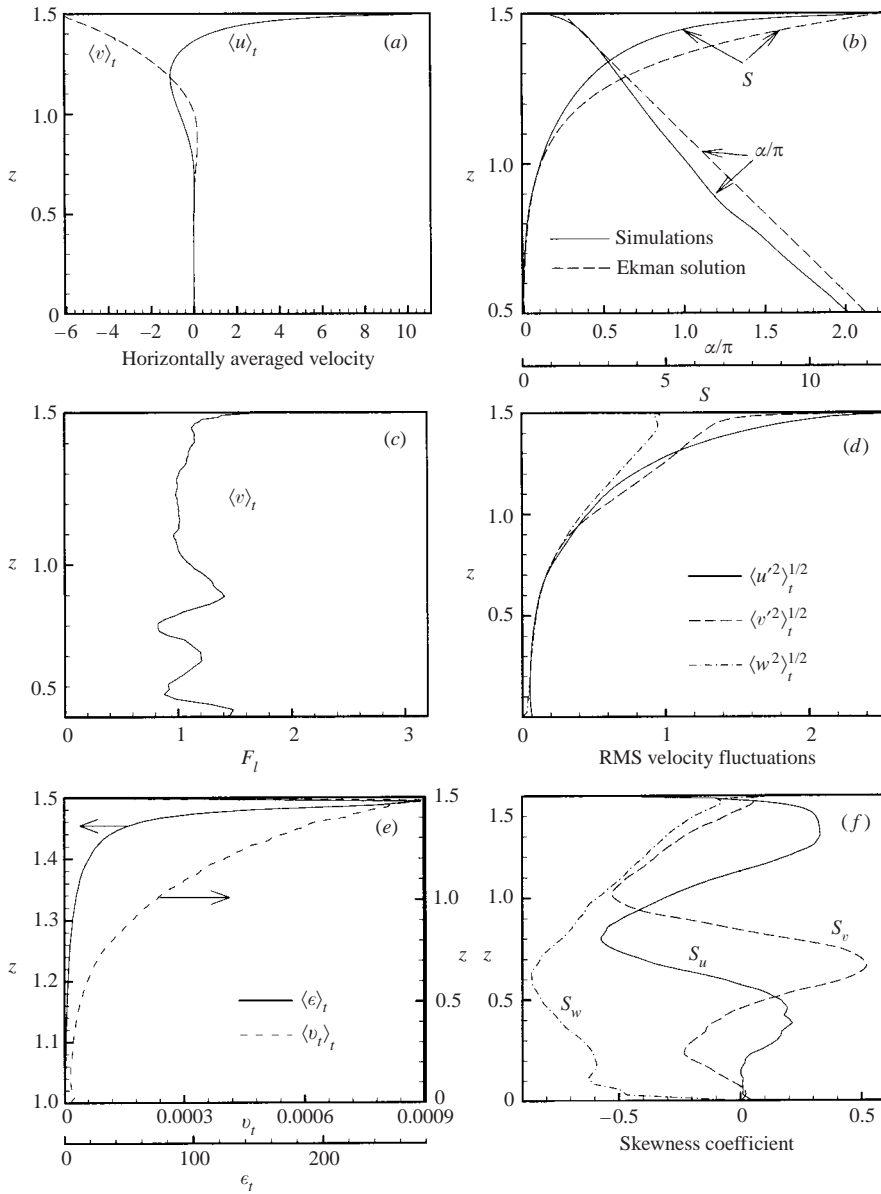 1.5
⟨v⟩t
⟨u⟩t
(a)
1.0
z
0.5
0
−6 −4 −2 0 2 4 6 8 10
Horizontally averaged velocity
1.5
(b)
S
z
α/π
1.0
Simulations
Ekman solution
0.5
0 0.5 1.0 1.5 2.0
α/π
0 5 10
S
1.5
(c)
⟨v⟩t
z
1.0
0.5
0 1 2 3
Fl
1.5
(d)
1.0
z
⟨u′2⟩t1/2
0.5
⟨v′2⟩t1/2
⟨w2⟩t1/2
0 1 2
RMS velocity fluctuations
1.5 1.5
(e)
1.4
1.3 1.0
z z
1.2 0.5
⟨ϵ⟩t
⟨υt⟩t
1.1
1.0 0
0 0.0003 0.0006 0.0009
υt
0 100 200
ϵt
1.5
(f)
1.0
Sv
z
Su
Sw
0.5
0
−0.5 0 0.5
Skewness coefficient